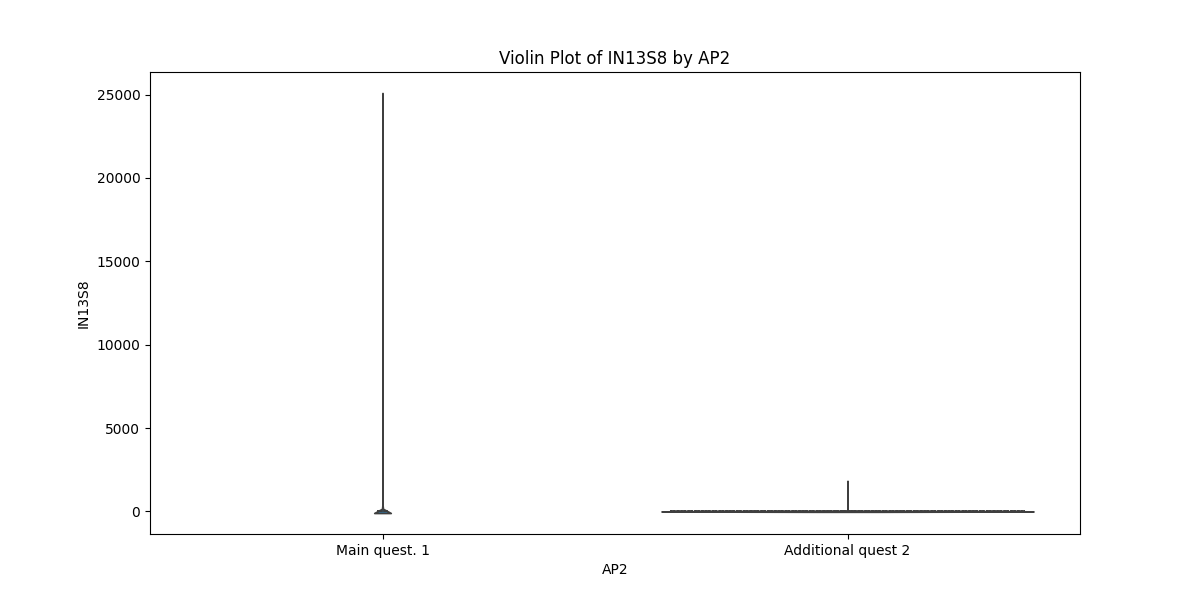 Violin Plot of IN13S8 by AP2
25000
20000
15000
10000
5000
0
IN13S8
Main quest. 1
Additional quest 2
AP2